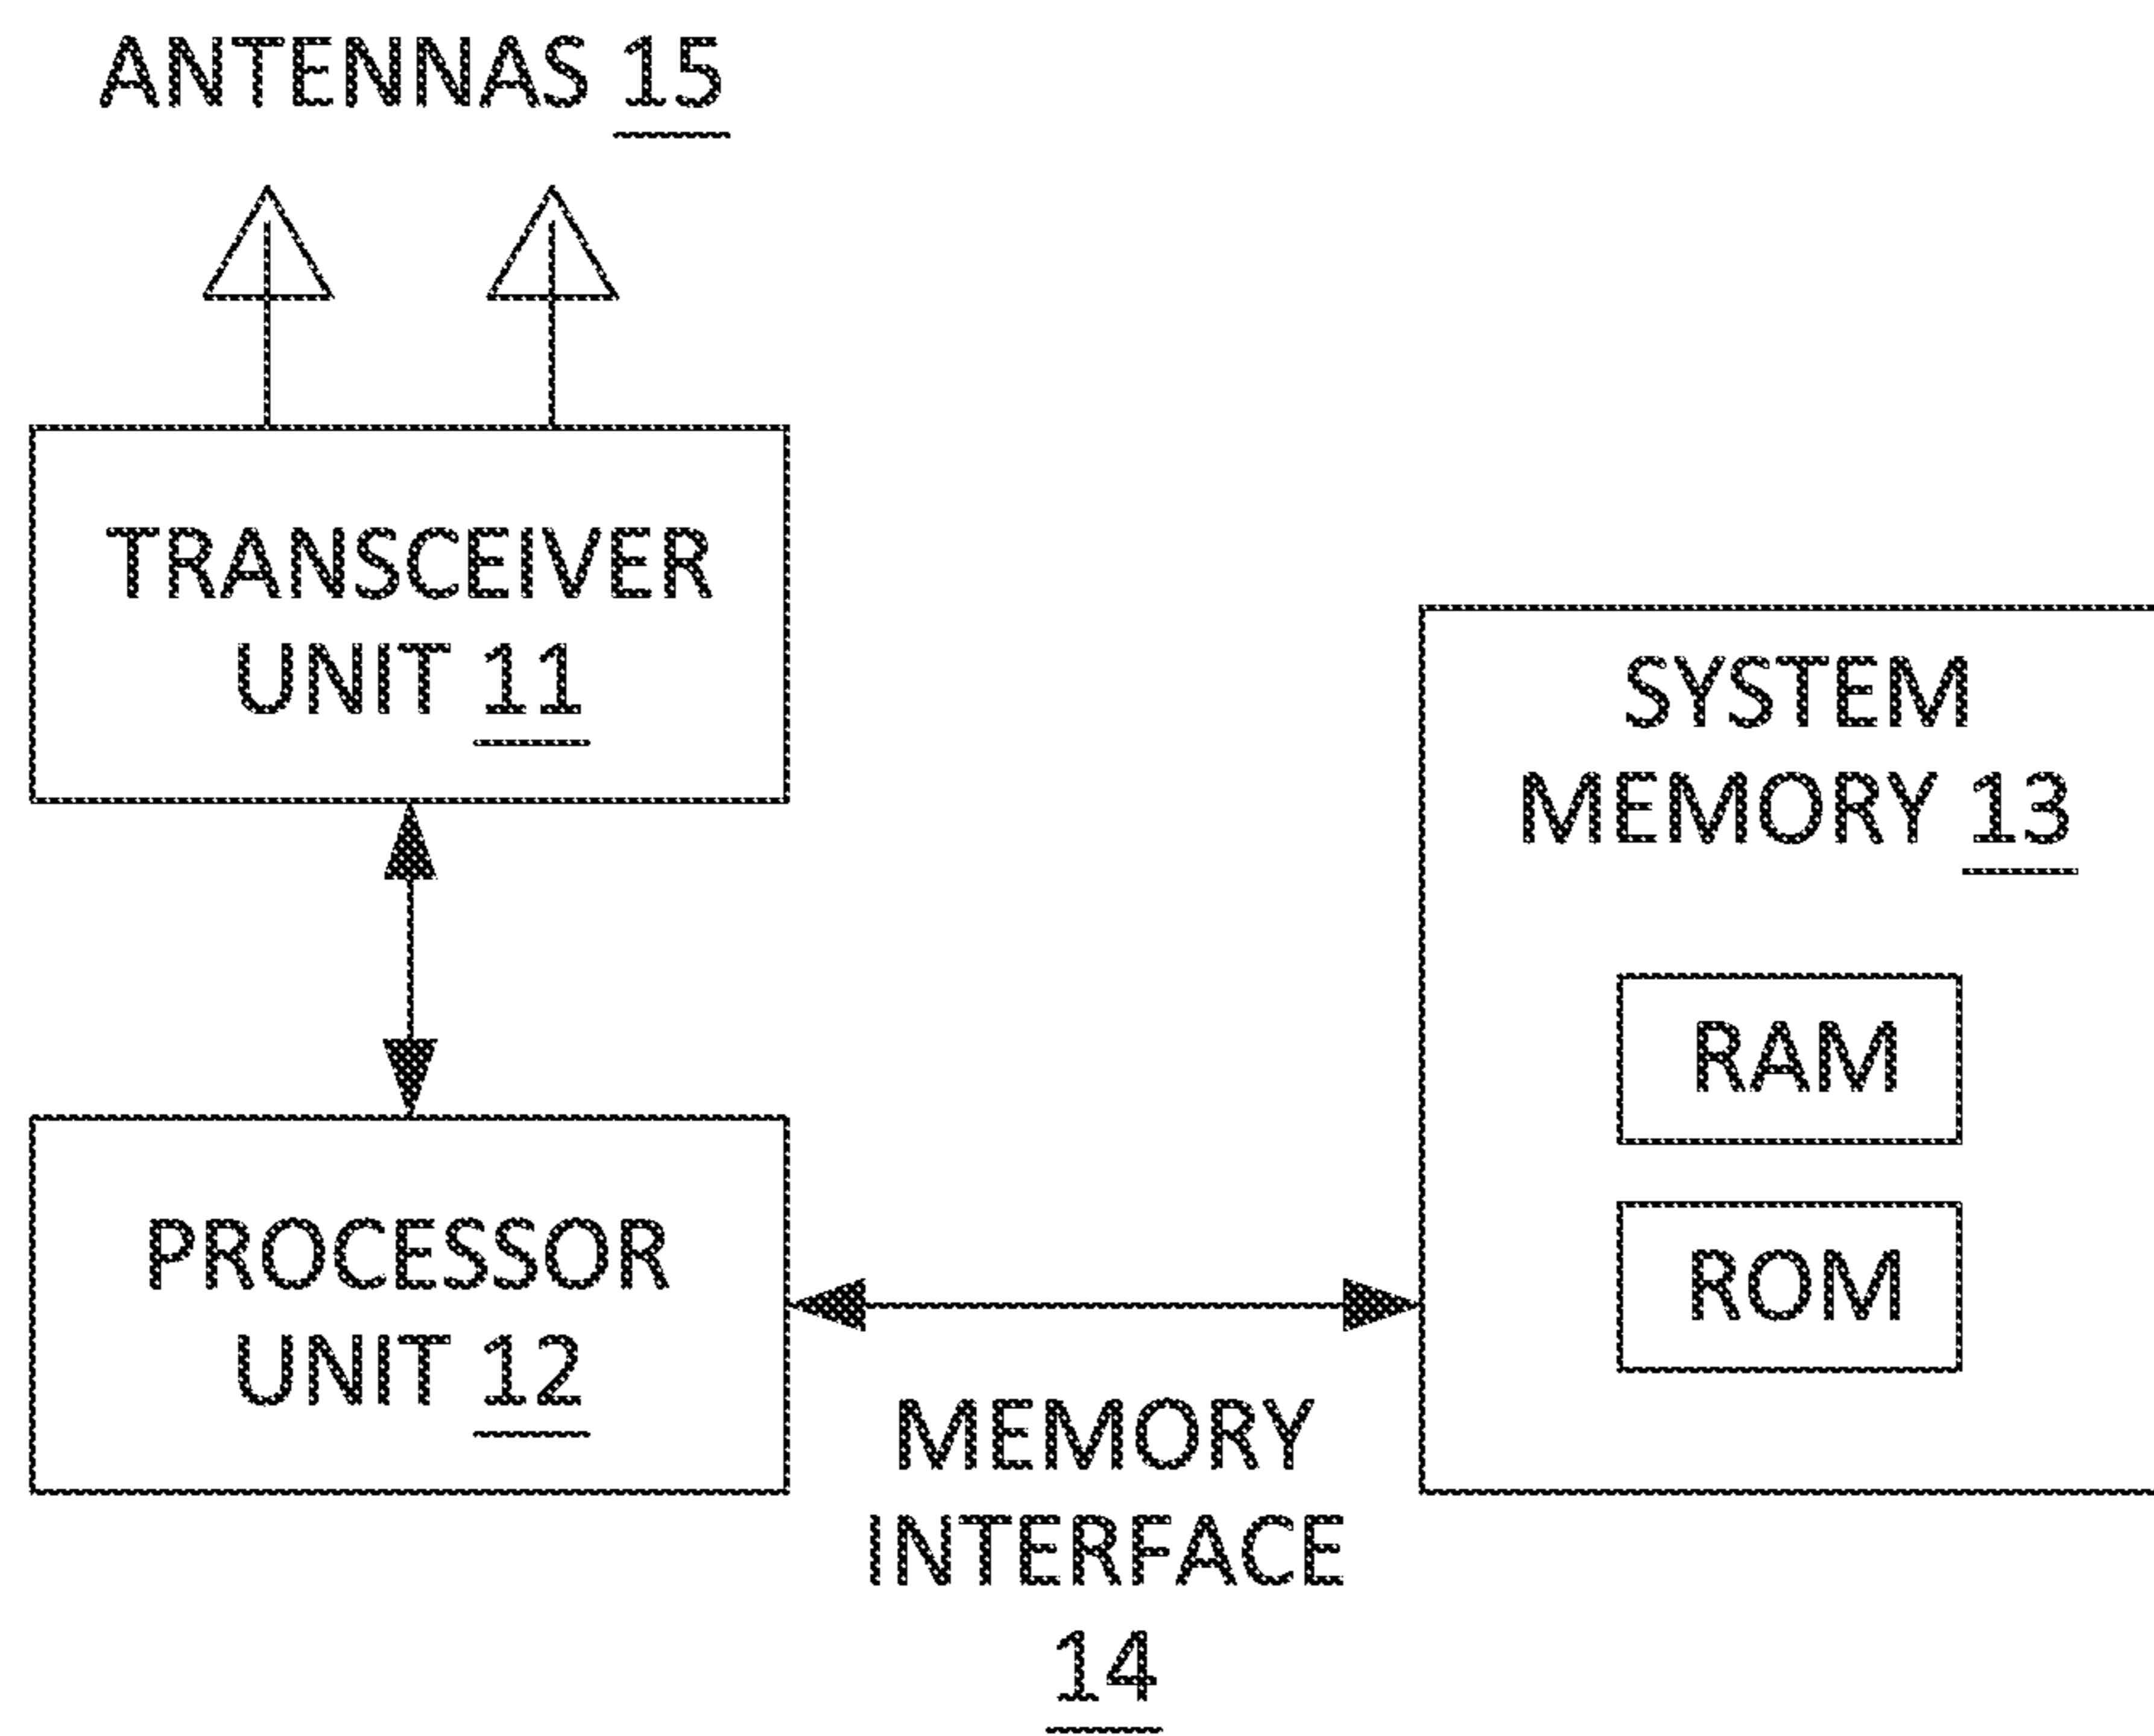 ANTENNAS 15
TRANSCEIVER
UNIT 11
SYSTEM
MEMORY 13
RAM
ROM
PROCESSOR
UNIT 12
MEMORY
INTERFACE
14